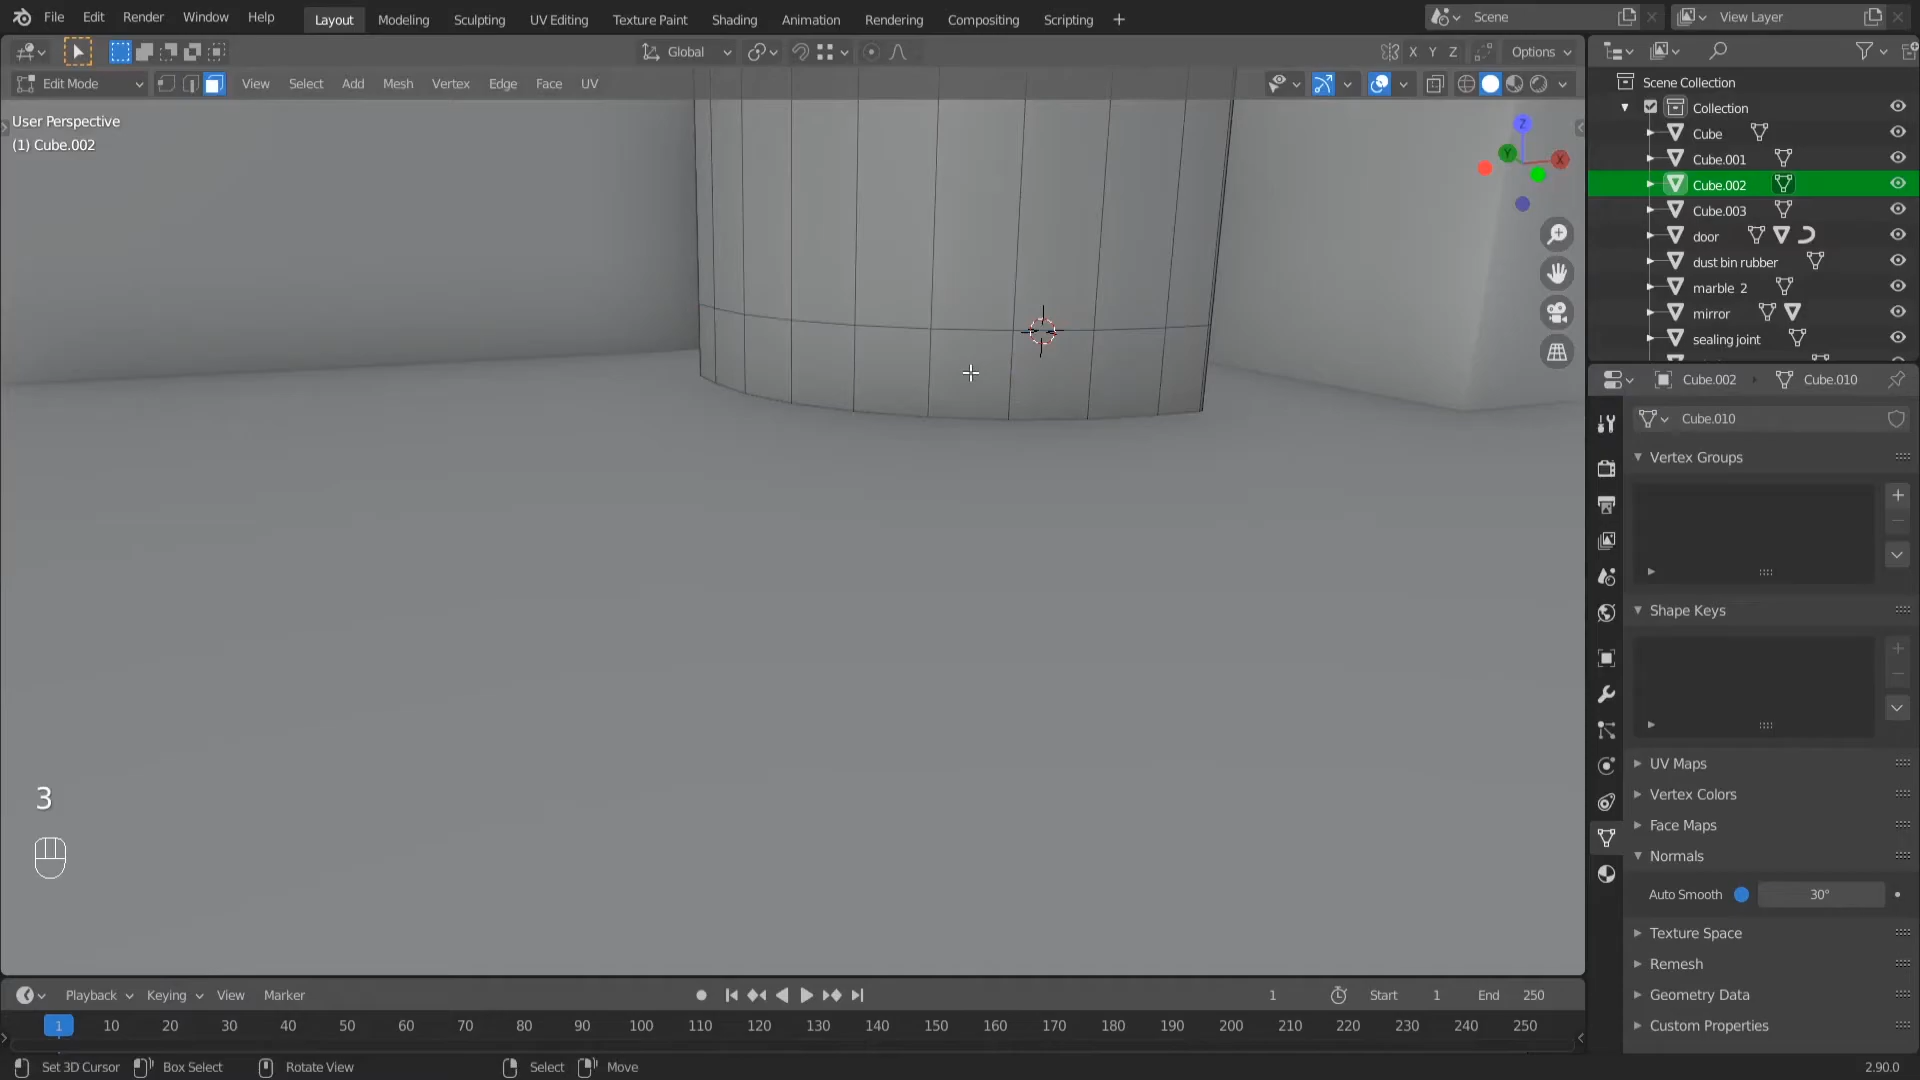 File Edit Render Window Help Layout Modeling Sculpting UV Editing Texture Paint Shading Animation Rendering Compositing Scripting + Scene View Layer
Global X Y Z Options
Edit Mode View Select Add Mesh Vertex Edge Face UV
User Perspective
(1) Cube.002
Z
Y
X
Scene Collection
Collection
Cube
Cube.001
Cube.002
Cube.003
door
dust bin rubber
marble 2
mirror
sealing joint
Cube.002 Cube.010
Cube.010
Vertex Groups
Shape Keys
UV Maps
Vertex Colors
Face Maps
Normals
Auto Smooth 30°
Texture Space
Remesh
Geometry Data
Custom Properties
3
Playback Keying View Marker 1 Start 1 End 250
1 10 20 30 40 50 60 70 80 90 100 110 120 130 140 150 160 170 180 190 200 210 220 230 240 250
Set 3D Cursor Box Select Rotate View Select Move 2.90.0